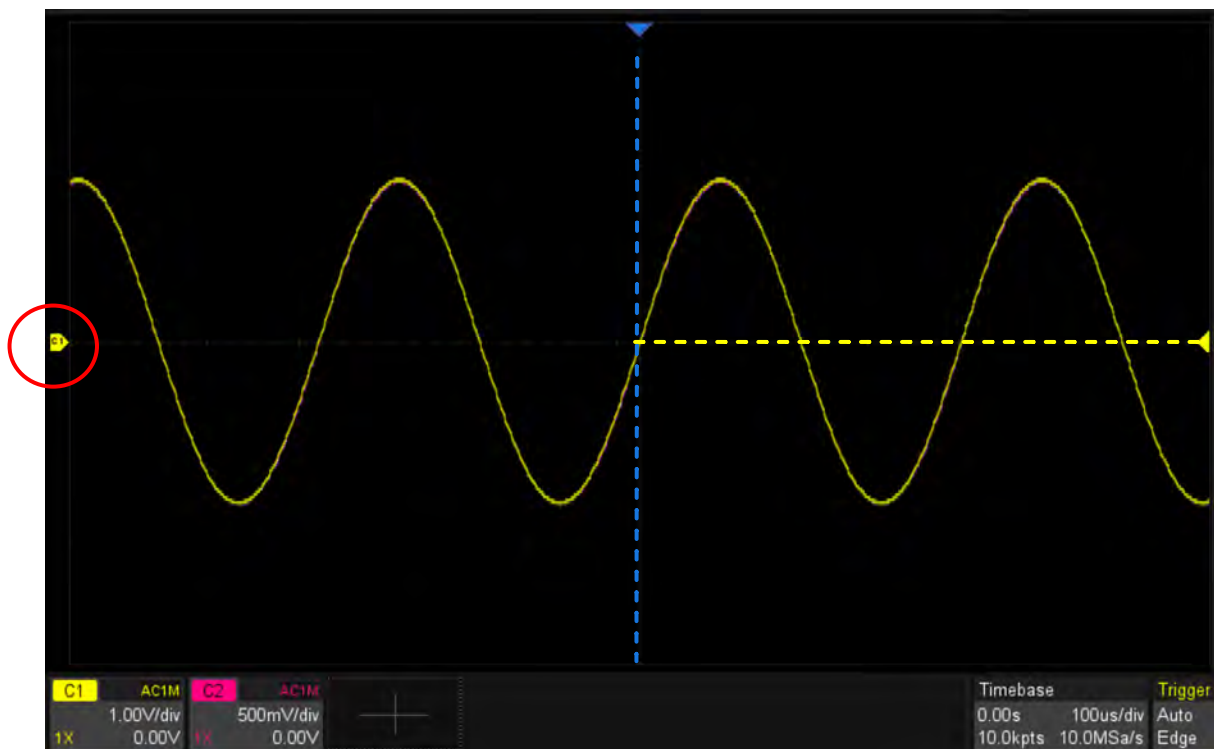 C1
C1 AC1M
1.00V/div
1X 0.00V
C2 AC1M
500mV/div
1X 0.00V
Timebase
0.00s 100us/div
10.0kpts 10.0MSa/s
Trigger
Auto
Edge